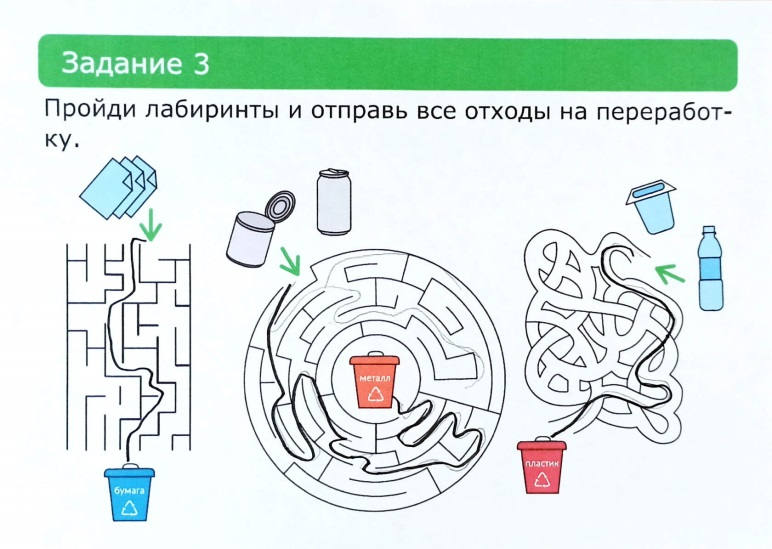 Задание 3
Пройди лабиринты и отправь все отходы на переработ-
ку.
металл
пластик
бумага